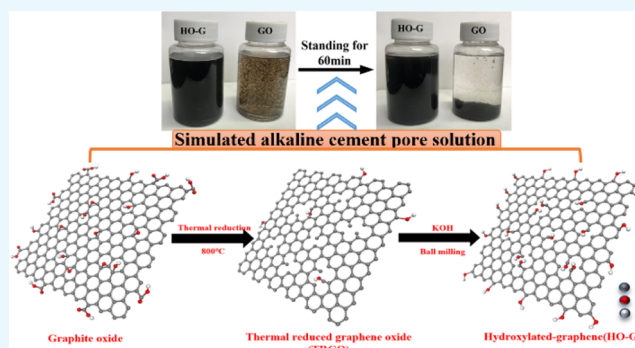 HO-G
GO
Standing for
60min
HO-G
GO
Simulated alkaline cement pore solution
Thermal reduction
800℃
KOH
Ball milling
Graphite oxide
Thermal reduced graphene oxide
Hydroxylated-graphene(HO-G